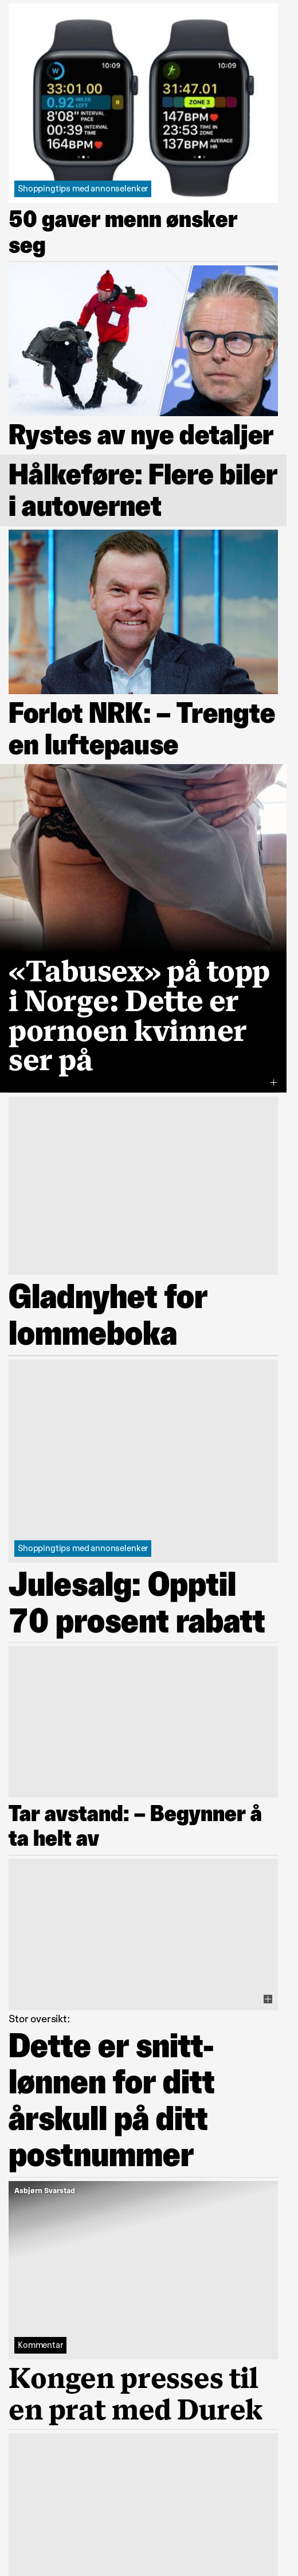 10:09
33:01.00
0.92 MILES LEFT
8'08" INTERVAL PACE
00:39 INTERVAL TIME
164BPM
10:09
31:47.01
ZONE 3
147BPM
23:53 TIME IN ZONE
137BPM AVERAGE HR
Shoppingtips med annonselenker
50 gaver menn ønsker
seg
Rystes av nye detaljer
Hålkeføre: Flere biler
i autovernet
Forlot NRK: – Trengte
en luftepause
«Tabusex» på topp
i Norge: Dette er
pornoen kvinner
ser på
Gladnyhet for
lommeboka
Shoppingtips med annonselenker
Julesalg: Opptil
70 prosent rabatt
Tar avstand: – Begynner å
ta helt av
Stor oversikt:
Dette er snitt-
lønnen for ditt
årskull på ditt
postnummer
Asbjørn Svarstad
Kommentar
Kongen presses til
en prat med Durek